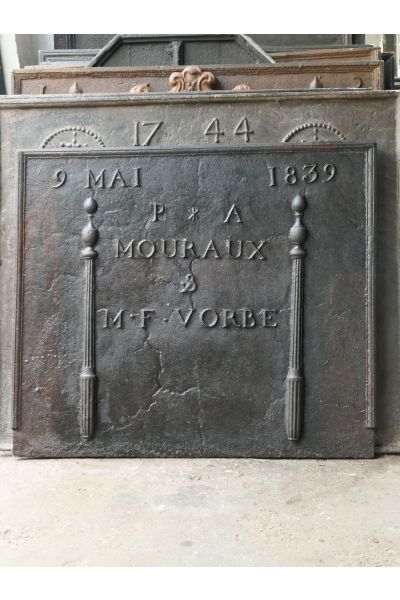 17 44
9 MAI 1839
P * A
MOURAUX
&
M·F·VORBE